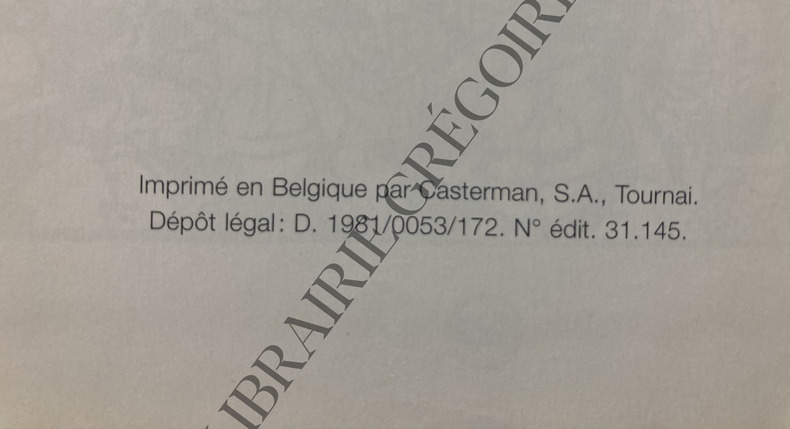 Imprimé en Belgique par Casterman, S.A., Tournai.
Dépôt légal: D. 1981/0053/172. N° édit. 31.145.
LIBRAIRIE GRÉGOIRE